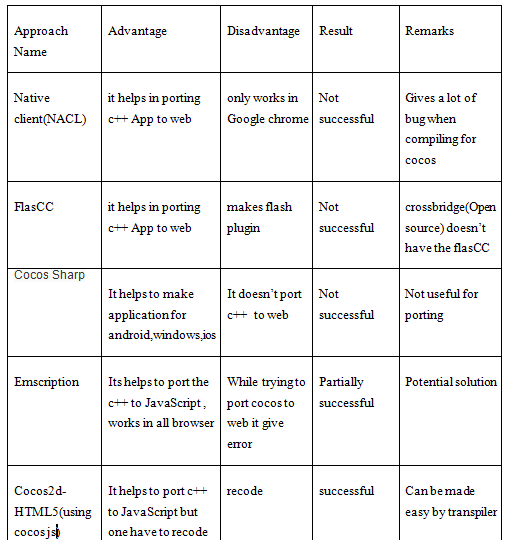 Approach Name
Advantage
Disadvantage
Result
Remarks
Native client(NACL)
it helps in porting c++ App to web
only works in Google chrome
Not successful
Gives a lot of bug when compiling for cocos
FlasCC
it helps in porting c++ App to web
makes flash plugin
Not successful
crossbridge(Open source) doesn't have the flasCC
Cocos Sharp
It helps to make application for android,windows,ios
It doesn't port c++ to web
Not successful
Not useful for porting
Emscription
Its helps to port the c++ to JavaScript , works in all browser
While trying to port cocos to web it give error
Partially successful
Potential solution
Cocos2d-HTML5(using cocos js)
It helps to port c++ to JavaScript but one have to recode
recode
successful
Can be made easy by transpiler